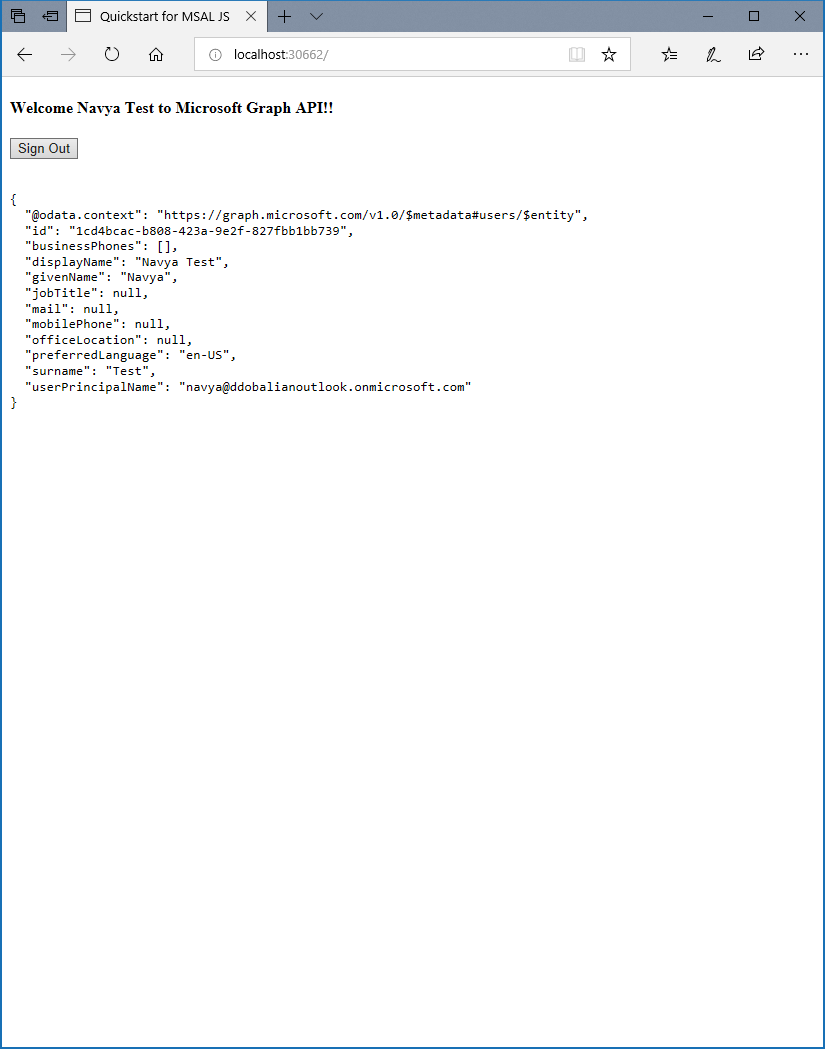 Quickstart for MSAL JS
localhost:30662/
Welcome Navya Test to Microsoft Graph API!!
Sign Out
{
  "@odata.context": "https://graph.microsoft.com/v1.0/$metadata#users/$entity",
  "id": "1cd4bcac-b808-423a-9e2f-827fbb1bb739",
  "businessPhones": [],
  "displayName": "Navya Test",
  "givenName": "Navya",
  "jobTitle": null,
  "mail": null,
  "mobilePhone": null,
  "officeLocation": null,
  "preferredLanguage": "en-US",
  "surname": "Test",
  "userPrincipalName": "navya@ddobalianoutlook.onmicrosoft.com"
}